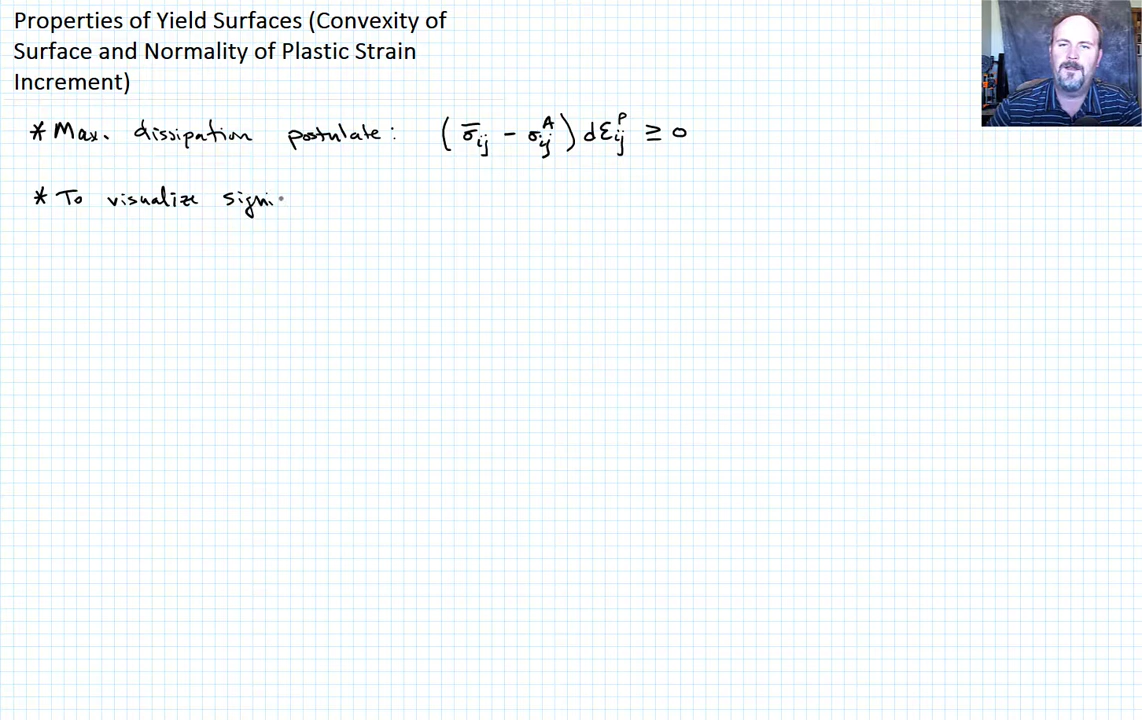 Properties of Yield Surfaces (Convexity of
Surface and Normality of Plastic Strain
Increment)
* Max. dissipation postulate: (σ̄ᵢⱼ - σᵢⱼᴬ) dεᵢⱼᴾ ≥ 0
* To visualize signi